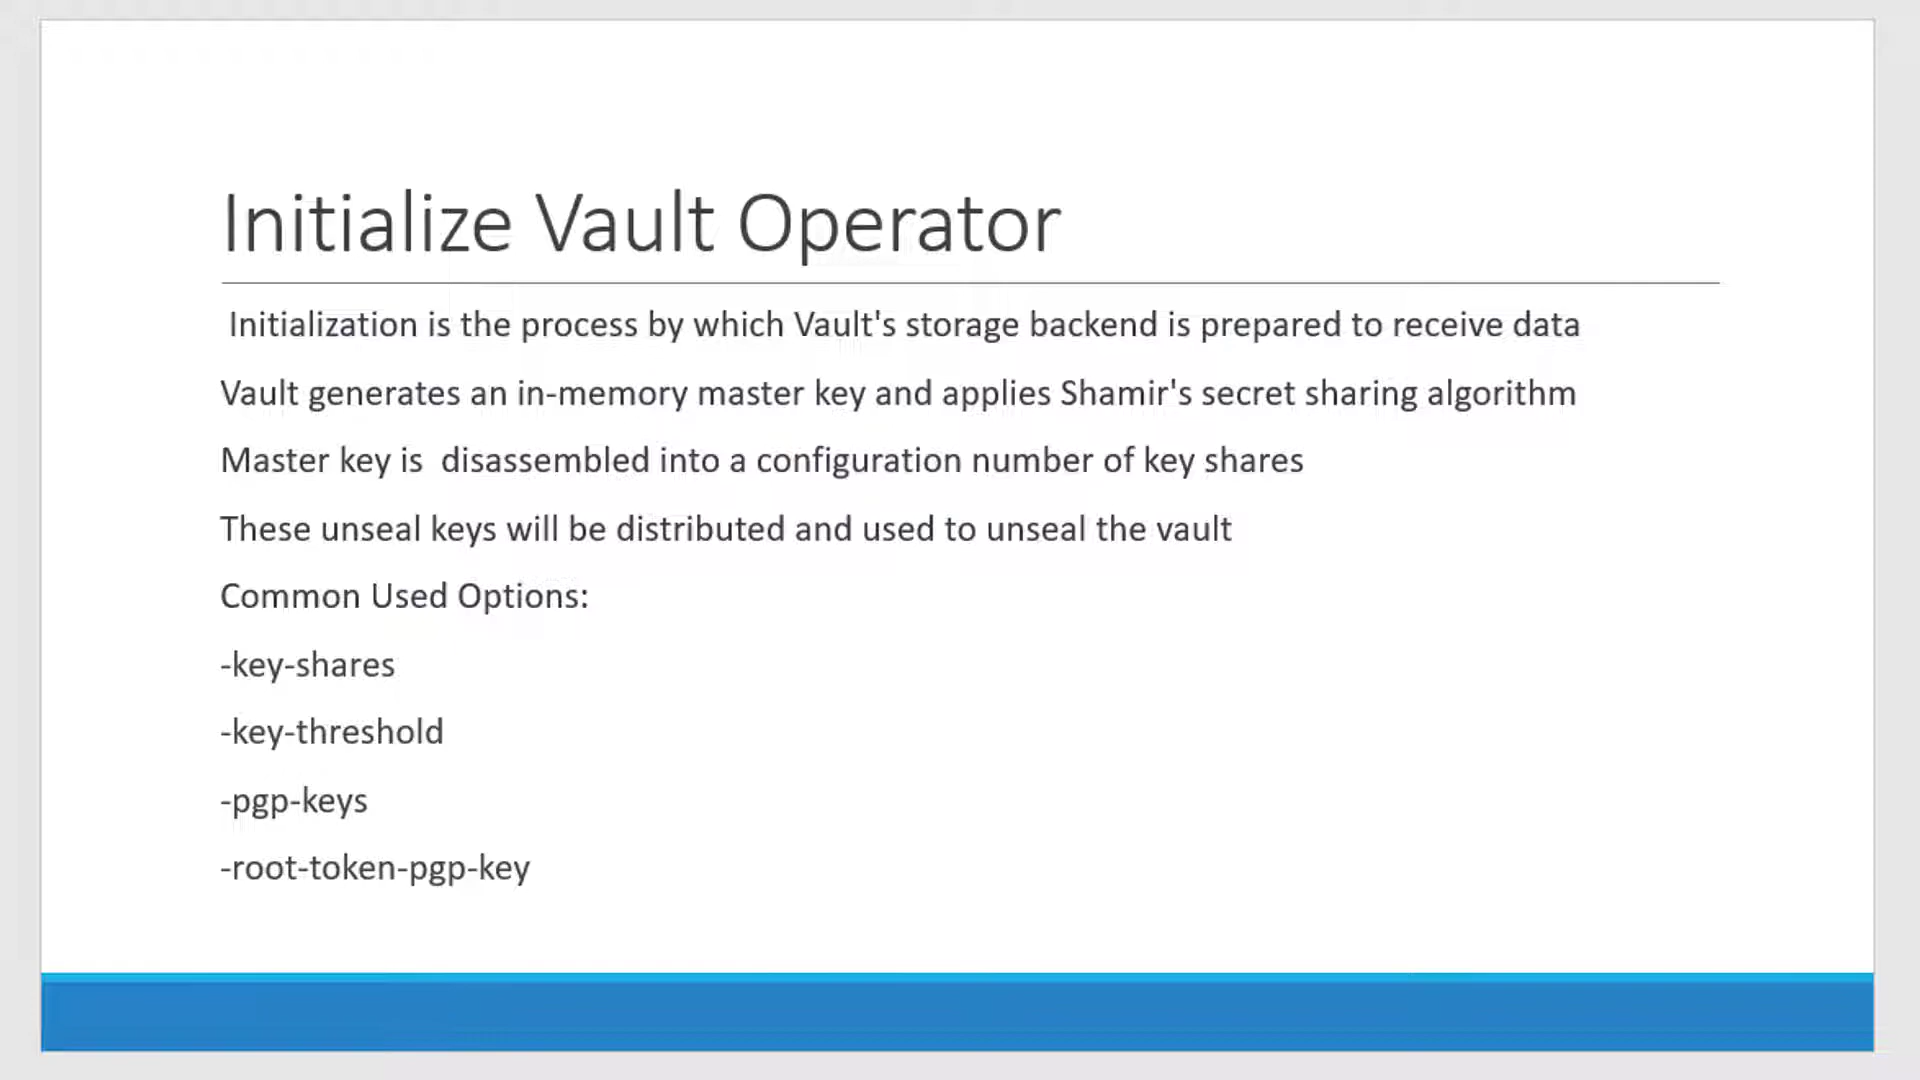 Initialize Vault Operator
Initialization is the process by which Vault's storage backend is prepared to receive data
Vault generates an in-memory master key and applies Shamir's secret sharing algorithm
Master key is  disassembled into a configuration number of key shares
These unseal keys will be distributed and used to unseal the vault
Common Used Options:
-key-shares
-key-threshold
-pgp-keys
-root-token-pgp-key